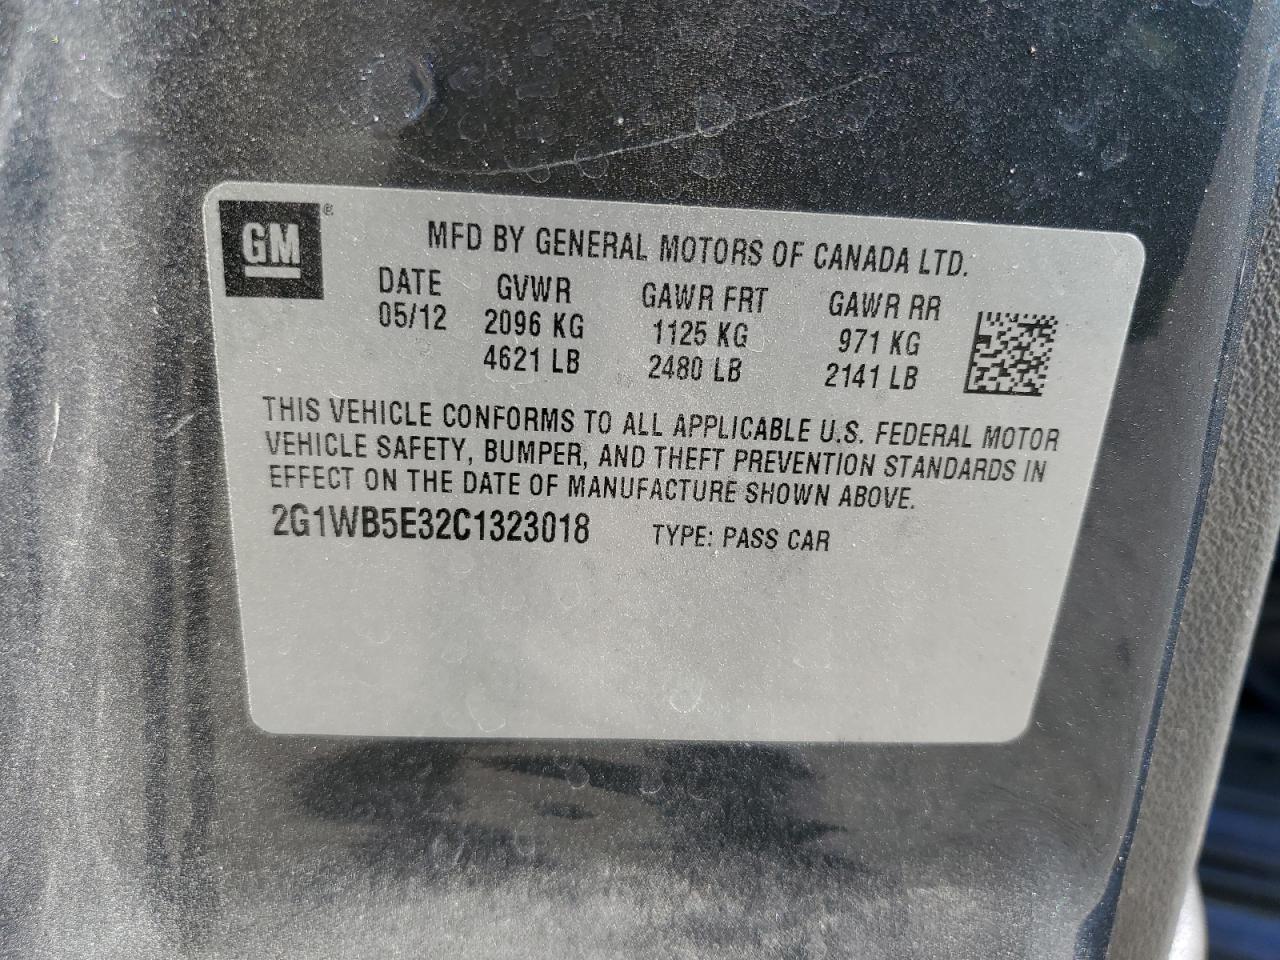 GM®
MFD BY GENERAL MOTORS OF CANADA LTD.
DATE GVWR GAWR FRT GAWR RR
05/12 2096 KG 1125 KG 971 KG
4621 LB 2480 LB 2141 LB
THIS VEHICLE CONFORMS TO ALL APPLICABLE U.S. FEDERAL MOTOR
VEHICLE SAFETY, BUMPER, AND THEFT PREVENTION STANDARDS IN
EFFECT ON THE DATE OF MANUFACTURE SHOWN ABOVE.
2G1WB5E32C1323018 TYPE: PASS CAR